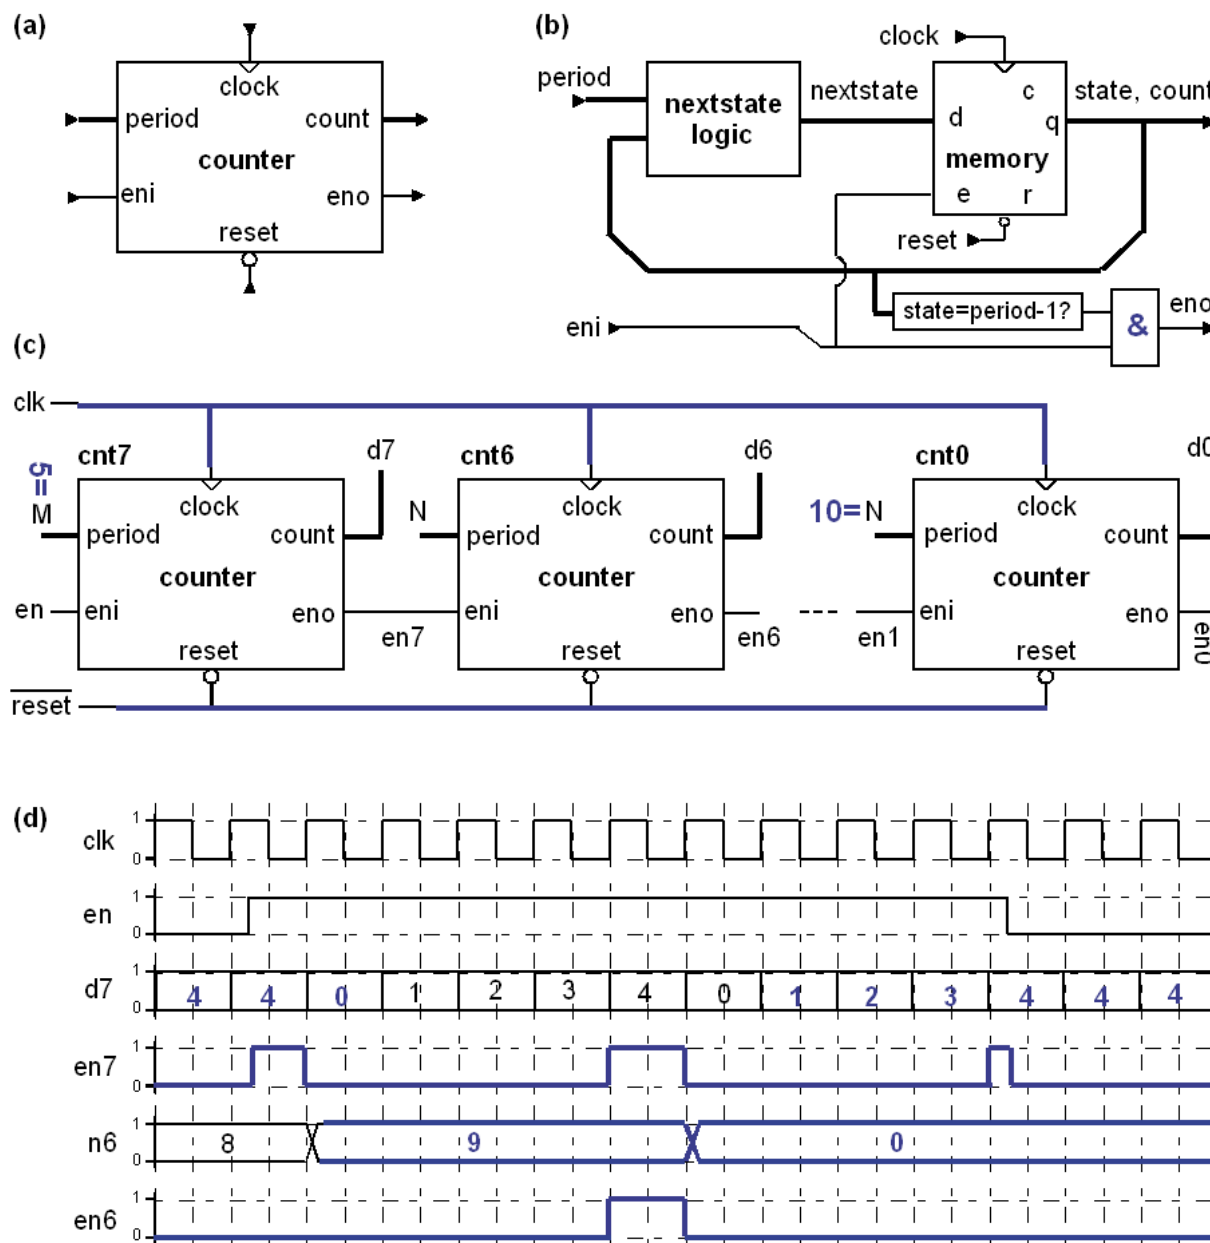 (a)
clock
period count
counter
eni eno
reset
(b)
clock
period
nextstate
logic
nextstate
state, count
c
d q
memory
e r
reset
state=period-1?
&
eno
eni
(c)
clk
cnt7 d7 cnt6 d6 cnt0 d0
5=
M N 10= N
clock clock clock
period count period count period count
counter counter counter
en eni eno eni eno eni eno
en7 en6 en1 en0
reset reset reset
reset
(d)
clk 1 0
en 1 0
d7 1 0 4 4 0 1 2 3 4 0 1 2 3 4 4 4
en7 1 0
n6 1 0 8 9 0
en6 1 0